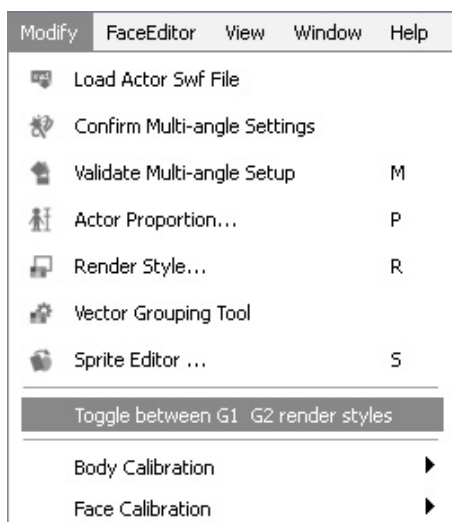 Modify FaceEditor View Window Help
Load Actor Swf File
Confirm Multi-angle Settings
Validate Multi-angle Setup M
Actor Proportion... P
Render Style... R
Vector Grouping Tool
Sprite Editor ... S
Toggle between G1 G2 render styles
Body Calibration
Face Calibration